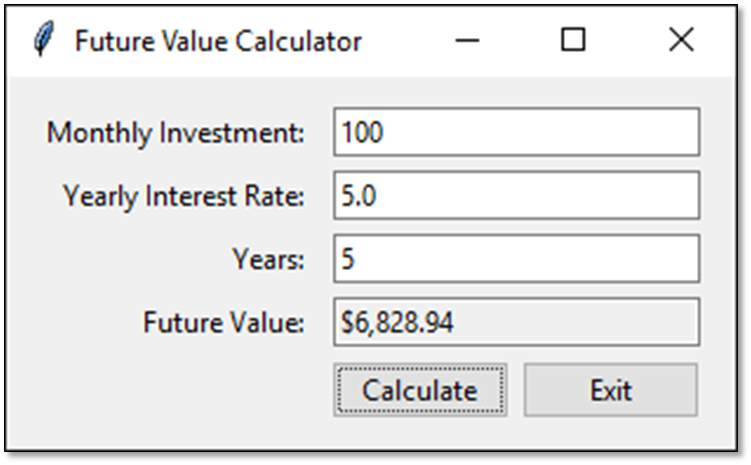 Future Value Calculator
Monthly Investment: 100
Yearly Interest Rate: 5.0
Years: 5
Future Value: $6,828.94
Calculate Exit